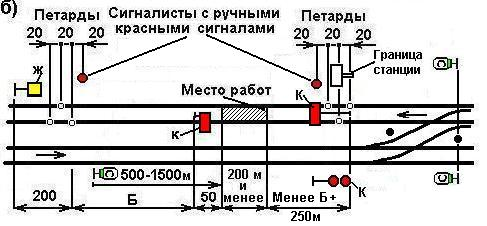 б)
Петарды
20 20 20
Сигналисты с ручными
красными сигналами
Петарды
20 20 20
Граница
станции
Ж
Место работ
К
К
500-1500м
200 м
и
менее
К
200
Б
50
Менее Б+
250м